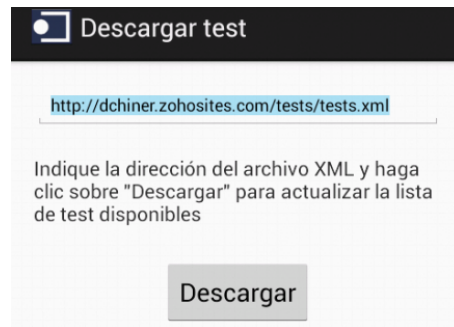 Descargar test
http://dchiner.zohosites.com/tests/tests.xml
Indique la dirección del archivo XML y haga
clic sobre "Descargar" para actualizar la lista
de test disponibles
Descargar